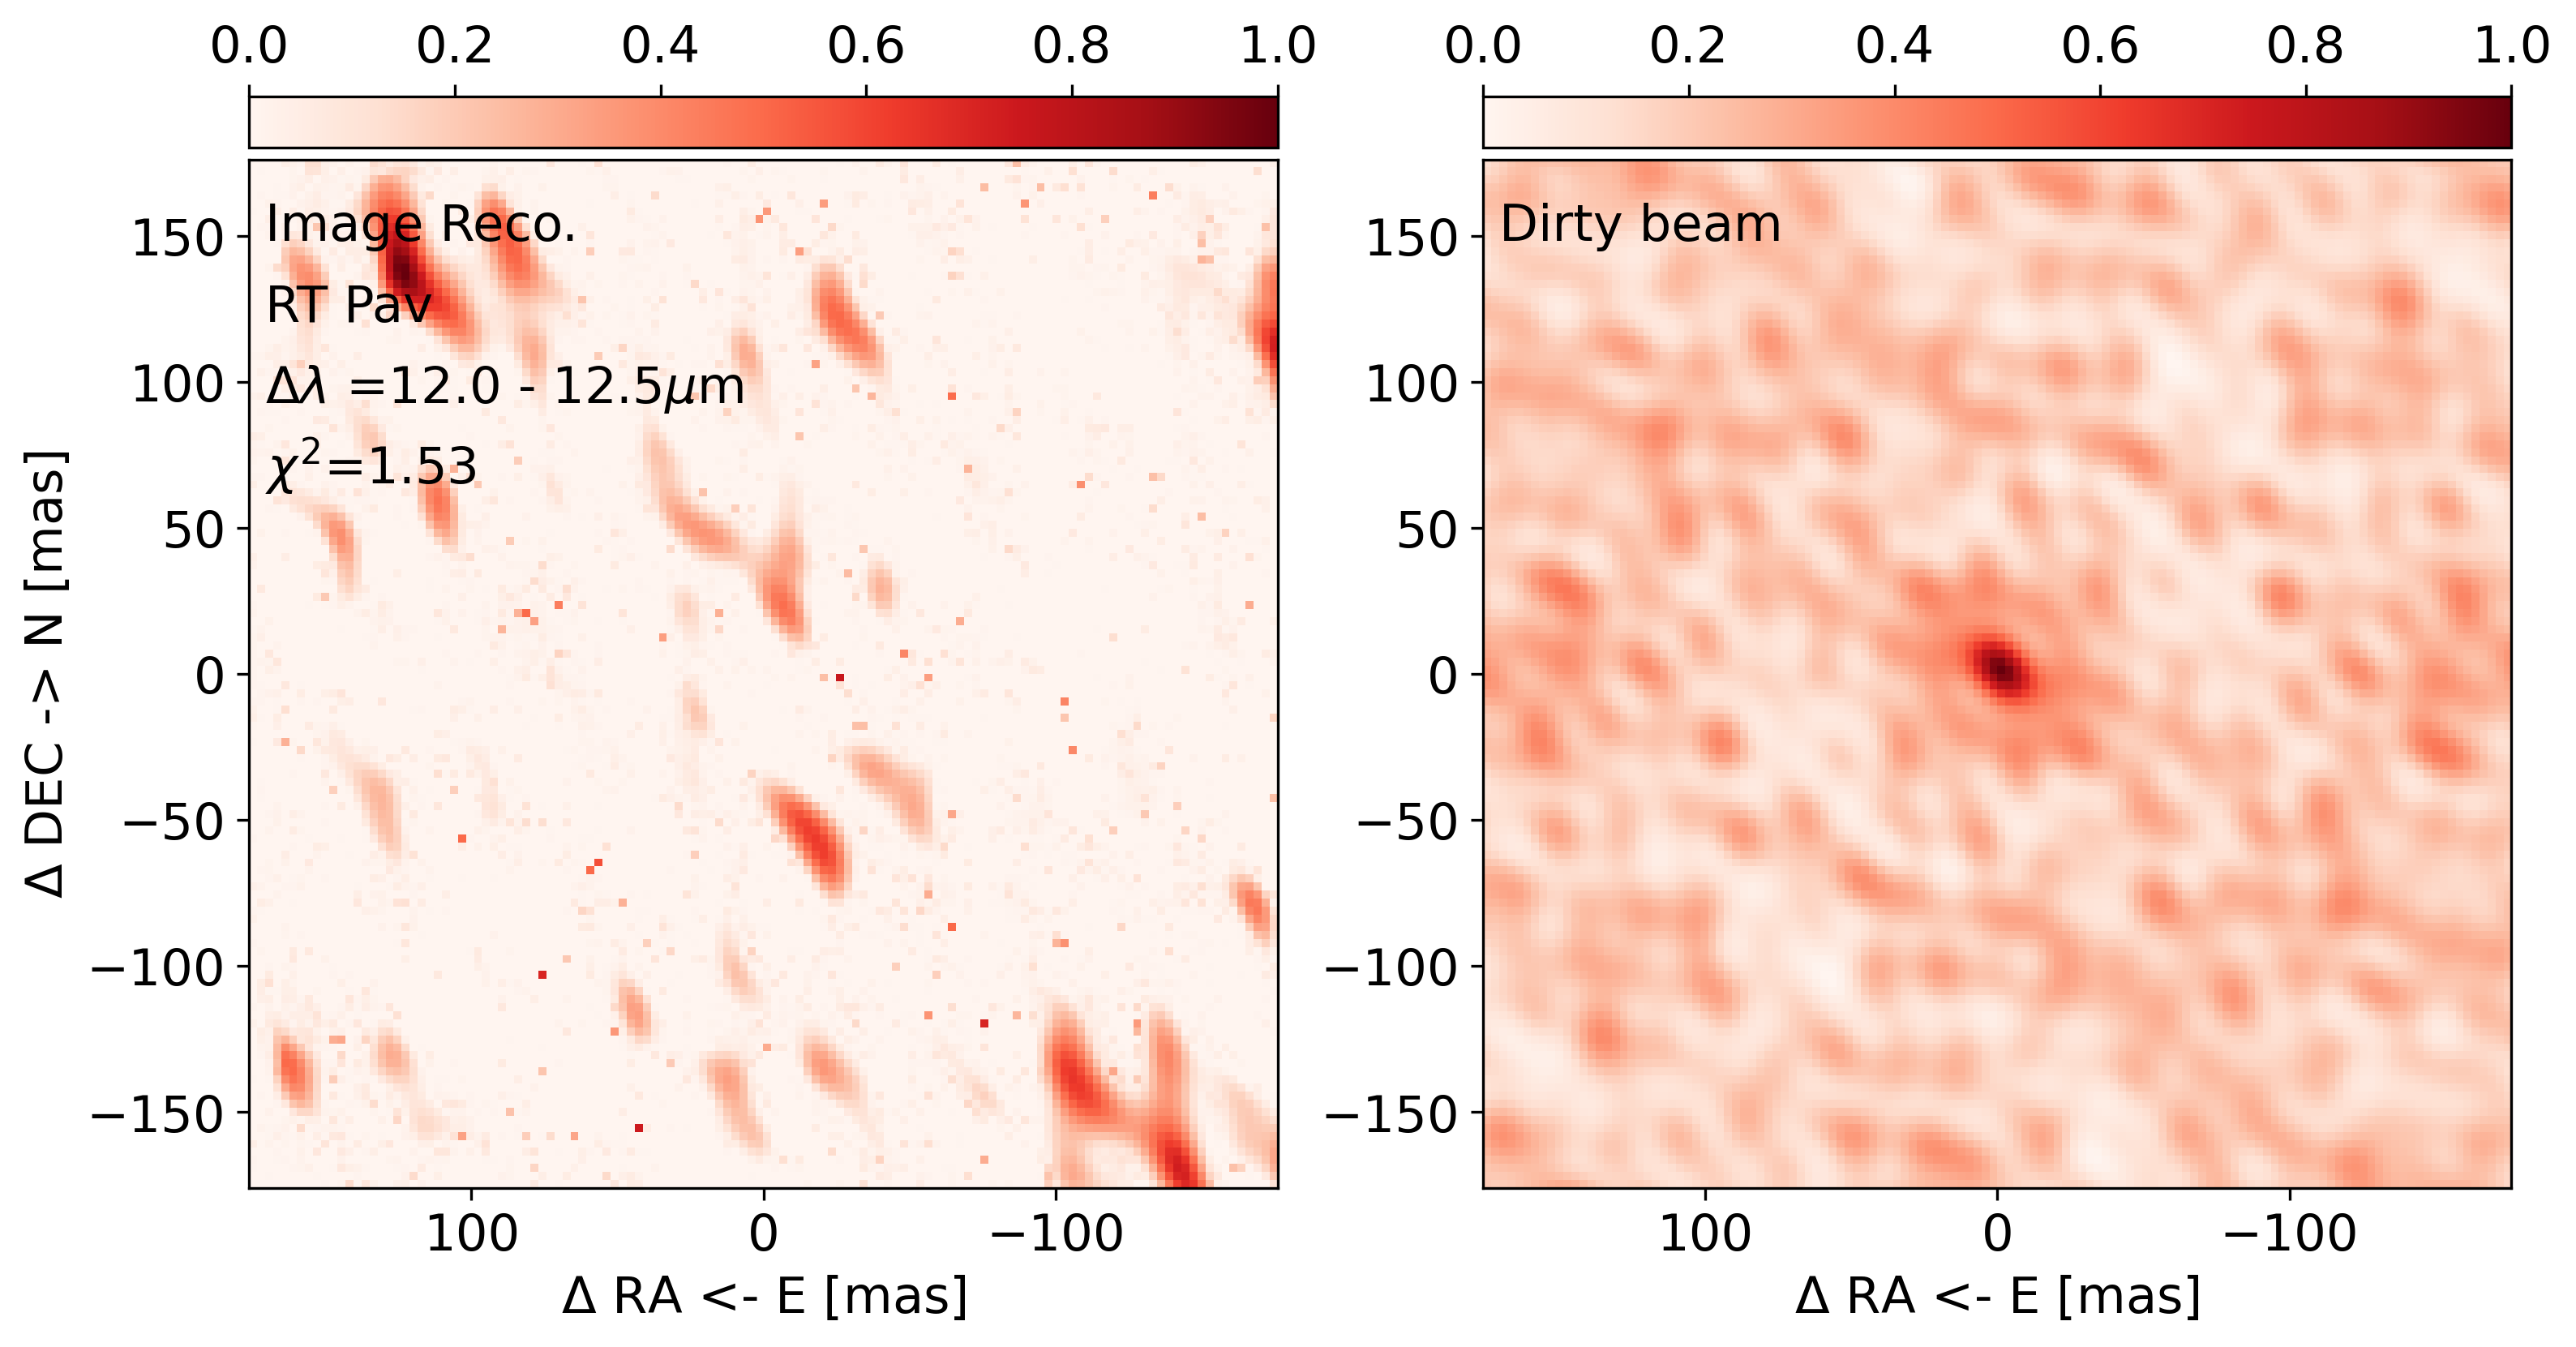 0.0 0.2 0.4 0.6 0.8 1.0
0.0 0.2 0.4 0.6 0.8 1.0
Image Reco.
RT Pav
Δλ =12.0 - 12.5μm
χ²=1.53
150
100
50
0
−50
−100
−150
Δ DEC -> N [mas]
100 0 −100
Δ RA <- E [mas]
Dirty beam
150
100
50
0
−50
−100
−150
100 0 −100
Δ RA <- E [mas]